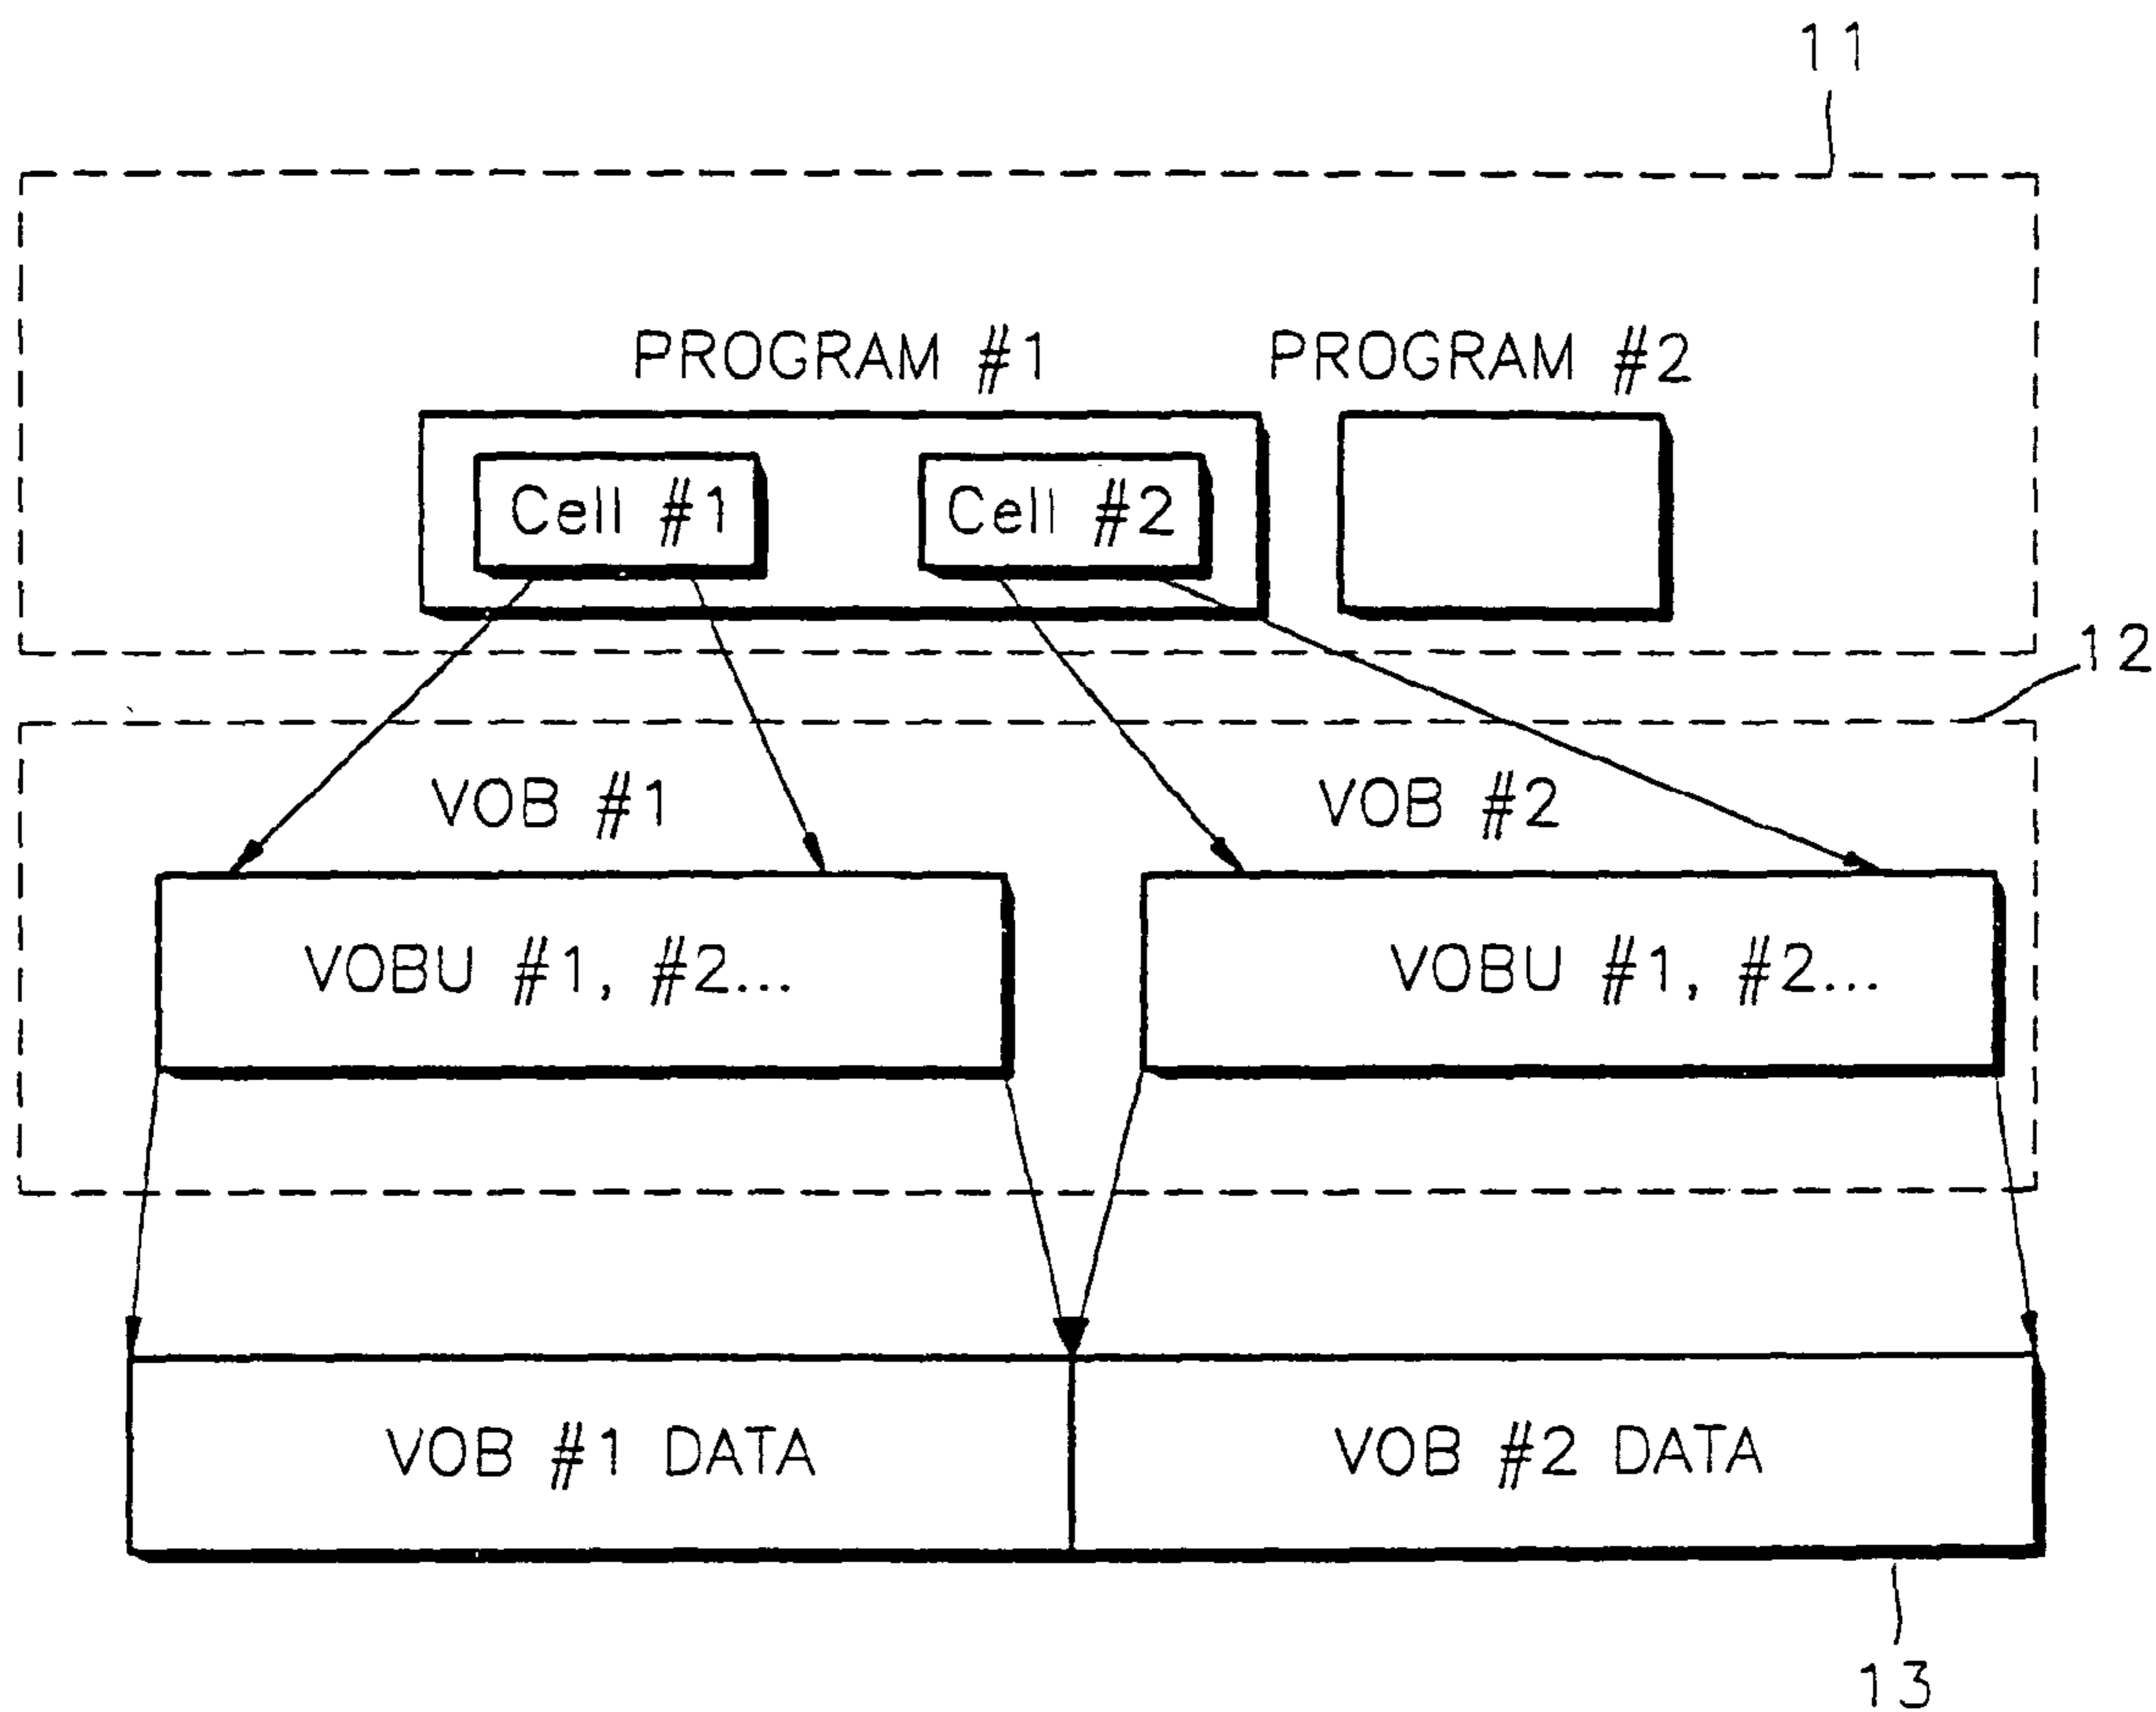 11
PROGRAM #1
PROGRAM #2
Cell #1
Cell #2
12
VOB #1
VOB #2
VOBU #1, #2...
VOBU #1, #2...
VOB #1 DATA
VOB #2 DATA
13